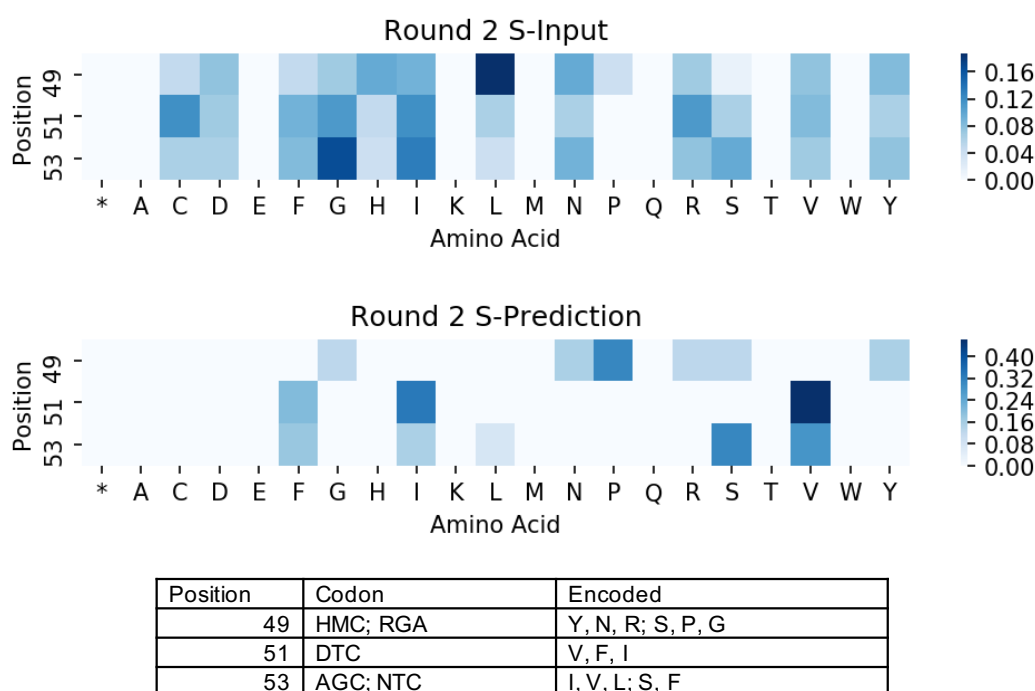 Round 2 S-Input
Position
49
51
53
* A C D E F G H I K L M N P Q R S T V W Y
Amino Acid
0.16
0.12
0.08
0.04
0.00
Round 2 S-Prediction
Position
49
51
53
* A C D E F G H I K L M N P Q R S T V W Y
Amino Acid
0.40
0.32
0.24
0.16
0.08
0.00
Position Codon Encoded
49 HMC; RGA Y, N, R; S, P, G
51 DTC V, F, I
53 AGC; NTC I, V, L; S, F